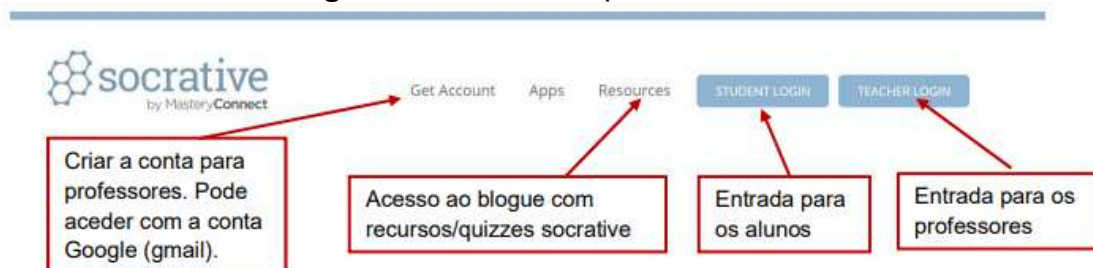 socrative
by MasteryConnect
Get Account Apps Resources STUDENT LOGIN TEACHER LOGIN
Criar a conta para
professores. Pode
aceder com a conta
Google (gmail).
Acesso ao blogue com
recursos/quizzes socrative
Entrada para
os alunos
Entrada para os
professores